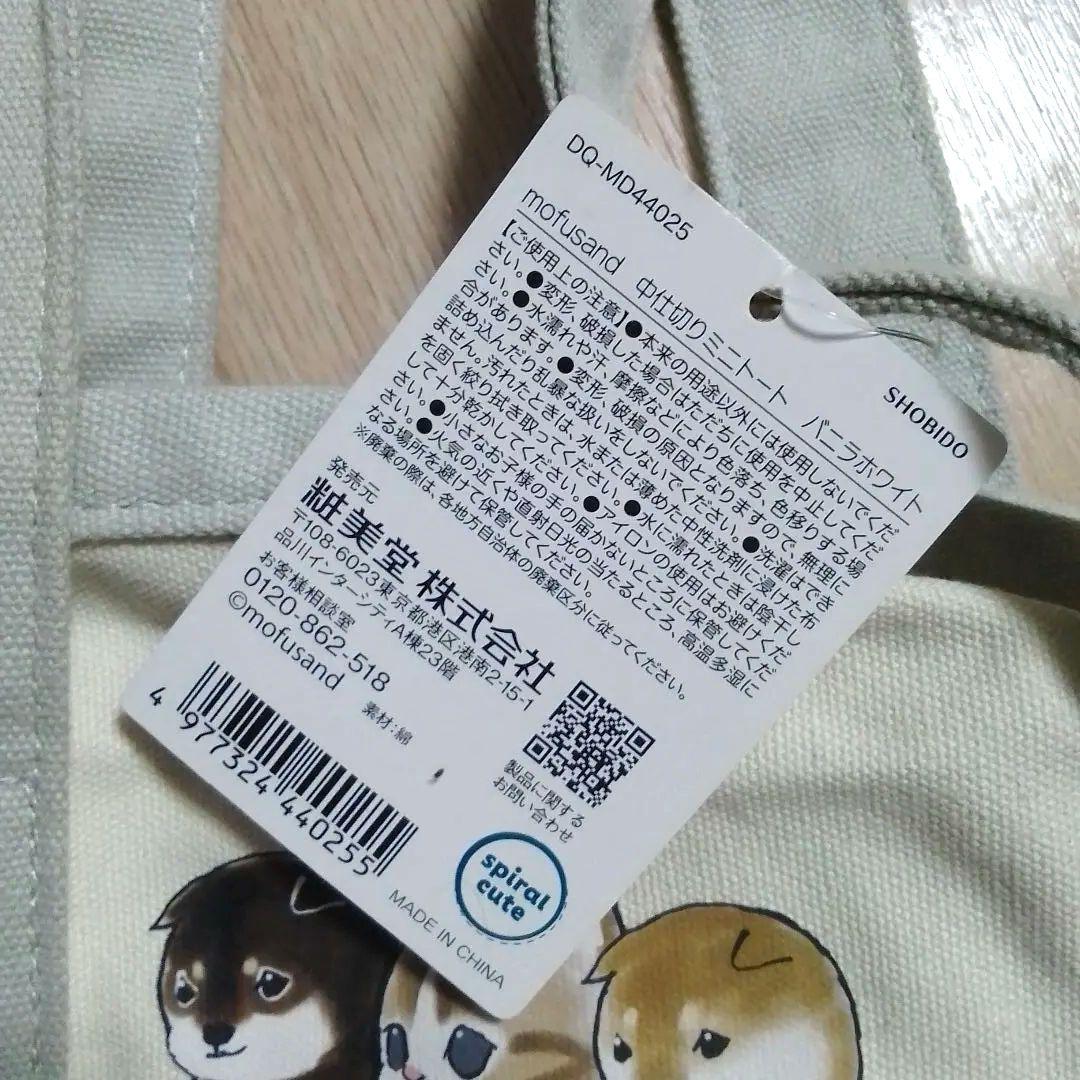 DQ-MD44025
SHOBIDO
mofusand 中仕切りミニトート バニラホワイト
【ご使用上の注意】●本来の用途以外には使用しないでくだ
さい。●変形、破損した場合はただちに使用を中止してくだ
さい。●水濡れや汗、摩擦などにより色落ち、色移りする場
合があります。●変形、破損の原因となりますので、無理に
詰め込んだり乱暴な扱いをしないでください。●洗濯はでき
ません。汚れたときは、水または薄めた中性洗剤に浸けた布
を固く絞り拭き取ってください。●水に濡れたときは陰干し
して十分乾かしてください。●アイロンの使用はお避けくだ
さい。●小さなお子様の手の届かないところに保管してくだ
さい。●火気の近くや直射日光の当たるところ、高温多湿に
なる場所を避けて保管してください。
※廃棄の際は、各地方自治体の廃棄区分に従ってください。
発売元
粧美堂 株式会社
〒108-6023東京都港区港南2-15-1
品川インターシティA棟23階
お客様相談室
0120-862-518
©mofusand
素材:綿
製品に関する
お問い合わせ
4 977324 440255
spiral
cute
MADE IN CHINA